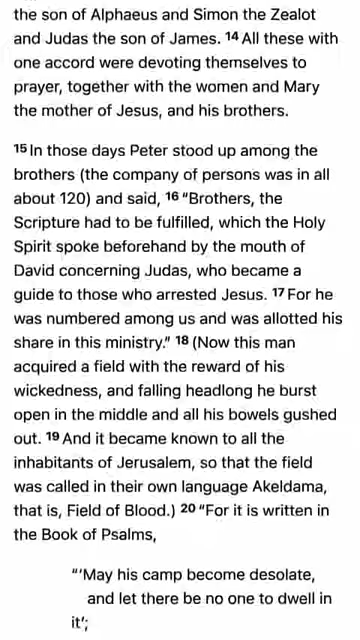 the son of Alphaeus and Simon the Zealot
and Judas the son of James. 14 All these with
one accord were devoting themselves to
prayer, together with the women and Mary
the mother of Jesus, and his brothers.
15 In those days Peter stood up among the
brothers (the company of persons was in all
about 120) and said, 16 “Brothers, the
Scripture had to be fulfilled, which the Holy
Spirit spoke beforehand by the mouth of
David concerning Judas, who became a
guide to those who arrested Jesus. 17 For he
was numbered among us and was allotted his
share in this ministry.” 18 (Now this man
acquired a field with the reward of his
wickedness, and falling headlong he burst
open in the middle and all his bowels gushed
out. 19 And it became known to all the
inhabitants of Jerusalem, so that the field
was called in their own language Akeldama,
that is, Field of Blood.) 20 “For it is written in
the Book of Psalms,
“‘May his camp become desolate,
and let there be no one to dwell in
it’;